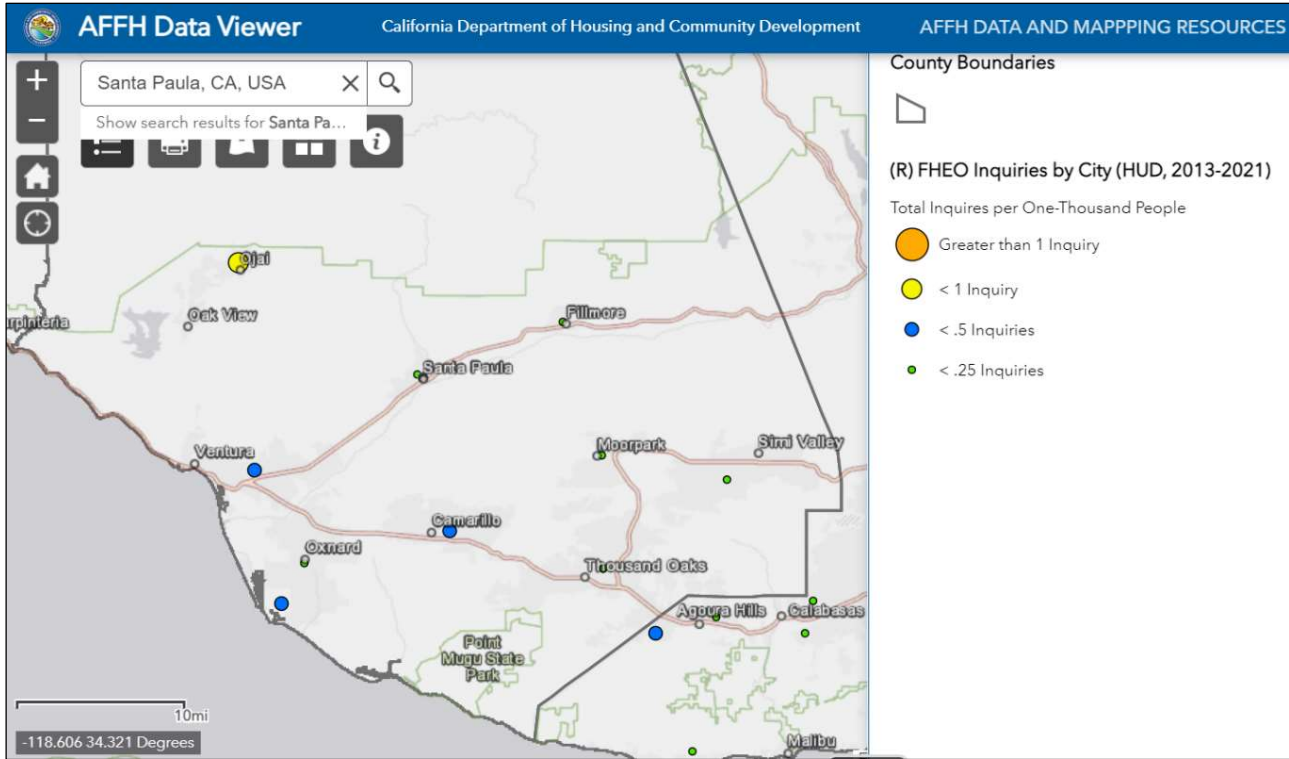 AFFH Data Viewer
California Department of Housing and Community Development
AFFH DATA AND MAPPPING RESOURCES
Santa Paula, CA, USA
Show search results for Santa Pa...
County Boundaries
(R) FHEO Inquiries by City (HUD, 2013-2021)
Total Inquires per One-Thousand People
Greater than 1 Inquiry
< 1 Inquiry
< .5 Inquiries
< .25 Inquiries
Ojai
Oak View
rpinteria
Fillmore
Santa Paula
Ventura
Moorpark
Simi Valley
Camarillo
Oxnard
Thousand Oaks
Agoura Hills
Calabasas
Point
Mugu State
Park
Malibu
10mi
-118.606 34.321 Degrees